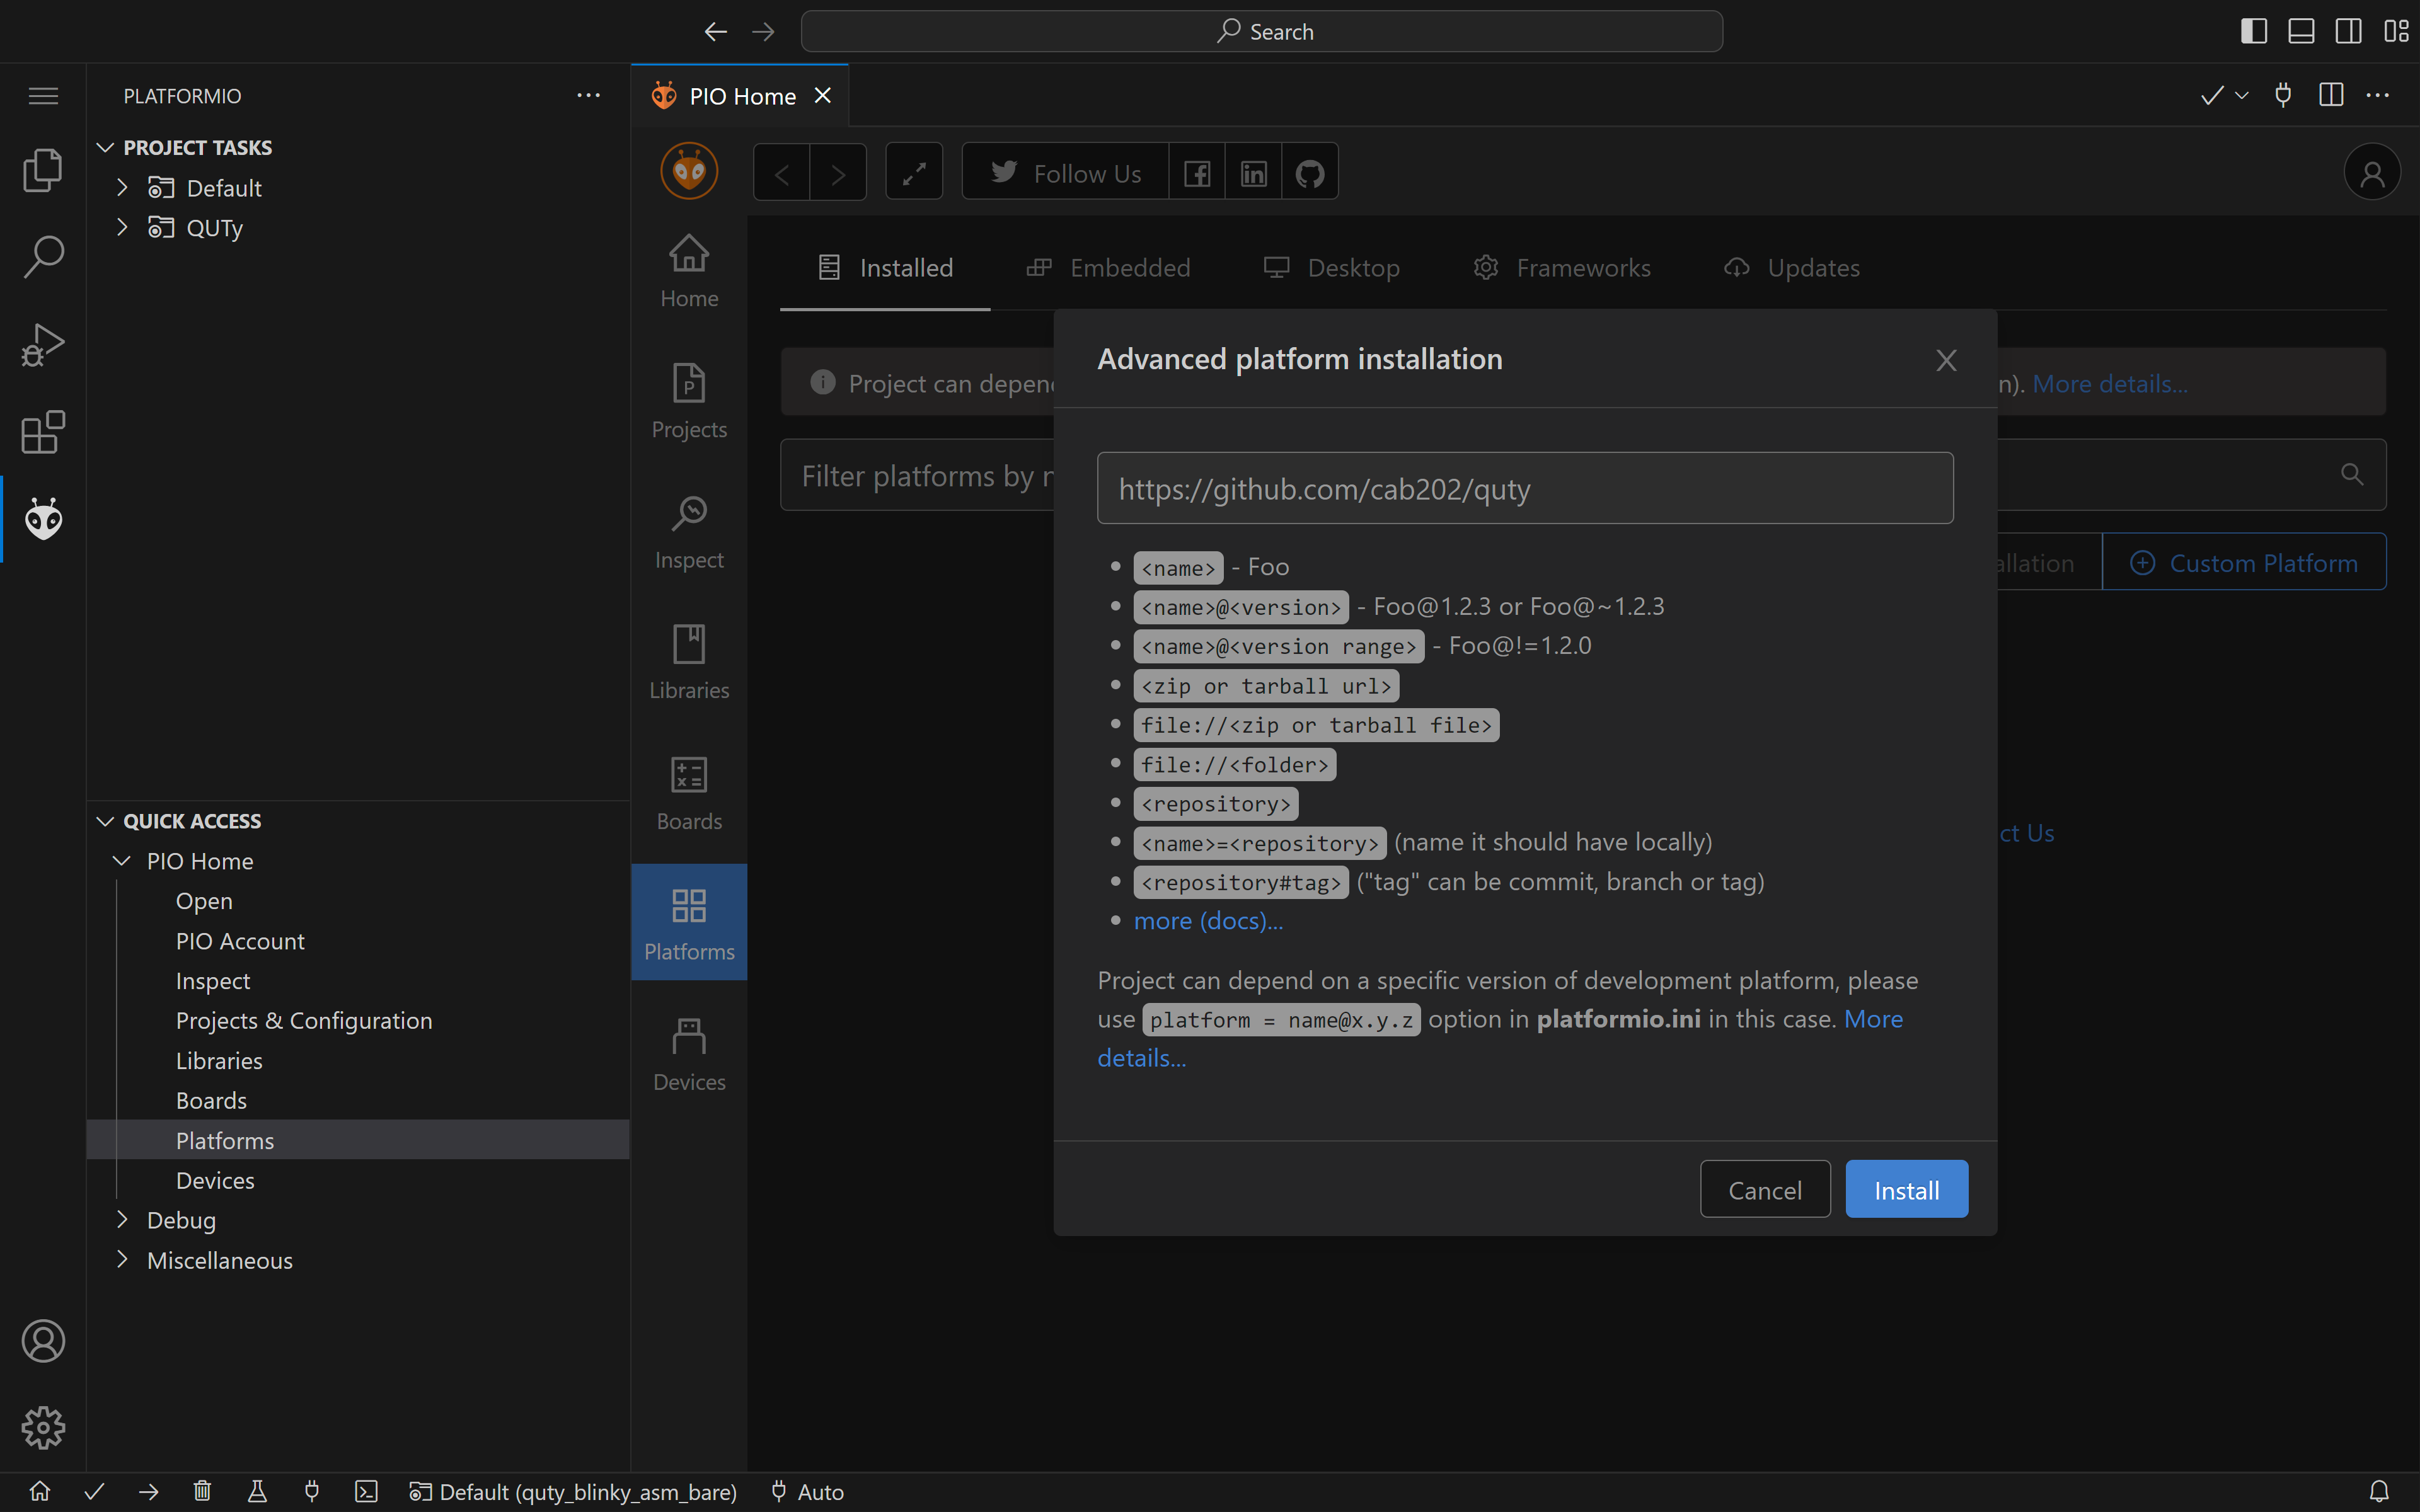 Search
PLATFORMIO
PROJECT TASKS
Default
QUTy
QUICK ACCESS
PIO Home
Open
PIO Account
Inspect
Projects & Configuration
Libraries
Boards
Platforms
Devices
Debug
Miscellaneous
PIO Home
Follow Us
Home
Projects
Inspect
Libraries
Boards
Platforms
Devices
Installed
Embedded
Desktop
Frameworks
Updates
Project can depen
n). More details...
Filter platforms by
allation
Custom Platform
ct Us
Advanced platform installation
https://github.com/cab202/quty
<name> - Foo
<name>@<version> - Foo@1.2.3 or Foo@~1.2.3
<name>@<version range> - Foo@!=1.2.0
<zip or tarball url>
file://<zip or tarball file>
file://<folder>
<repository>
<name>=<repository> (name it should have locally)
<repository#tag> ("tag" can be commit, branch or tag)
more (docs)...
Project can depend on a specific version of development platform, please
use platform = name@x.y.z option in platformio.ini in this case. More
details...
Cancel
Install
Default (quty_blinky_asm_bare)
Auto